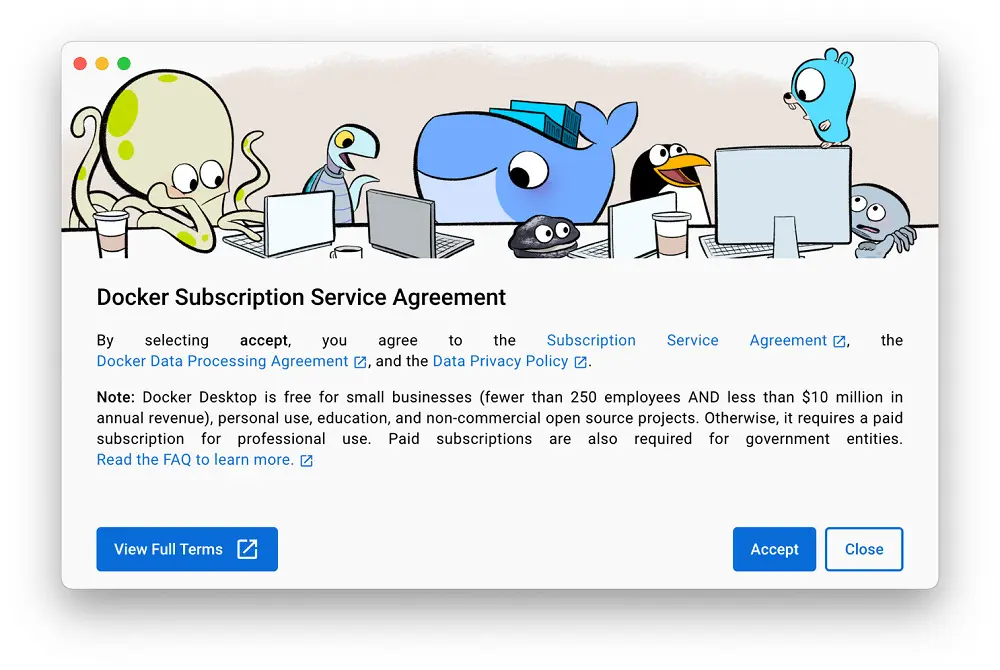 Docker Subscription Service Agreement
By selecting accept, you agree to the Subscription Service Agreement, the
Docker Data Processing Agreement, and the Data Privacy Policy.
Note: Docker Desktop is free for small businesses (fewer than 250 employees AND less than $10 million in
annual revenue), personal use, education, and non-commercial open source projects. Otherwise, it requires a paid
subscription for professional use. Paid subscriptions are also required for government entities.
Read the FAQ to learn more.
View Full Terms
Accept
Close